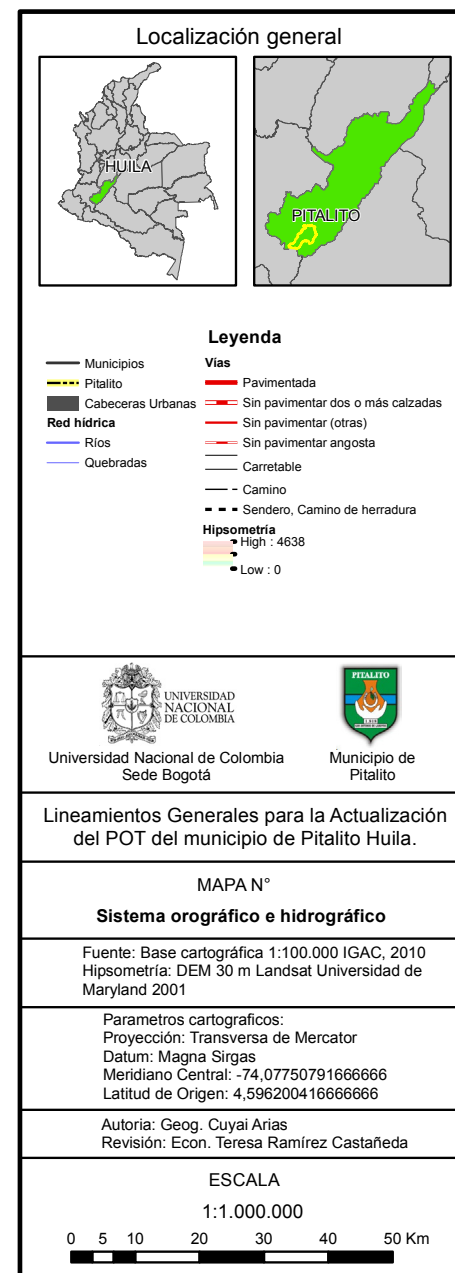 Localización general
HUILA
PITALITO
Leyenda
Municipios
Pitalito
Cabeceras Urbanas
Red hídrica
Ríos
Quebradas
Vías
Pavimentada
Sin pavimentar dos o más calzadas
Sin pavimentar (otras)
Sin pavimentar angosta
Carretable
Camino
Sendero, Camino de herradura
Hipsometría
High : 4638
Low : 0
UNIVERSIDAD
NACIONAL
DE COLOMBIA
Universidad Nacional de Colombia
Sede Bogotá
PITALITO
Municipio de
Pitalito
Lineamientos Generales para la Actualización
del POT del municipio de Pitalito Huila.
MAPA N°
Sistema orográfico e hidrográfico
Fuente: Base cartográfica 1:100.000 IGAC, 2010
Hipsometría: DEM 30 m Landsat Universidad de
Maryland 2001
Parametros cartograficos:
Proyección: Transversa de Mercator
Datum: Magna Sirgas
Meridiano Central: -74,07750791666666
Latitud de Origen: 4,596200416666666
Autoria: Geog. Cuyai Arias
Revisión: Econ. Teresa Ramírez Castañeda
ESCALA
1:1.000.000
0 5 10 20 30 40 50 Km